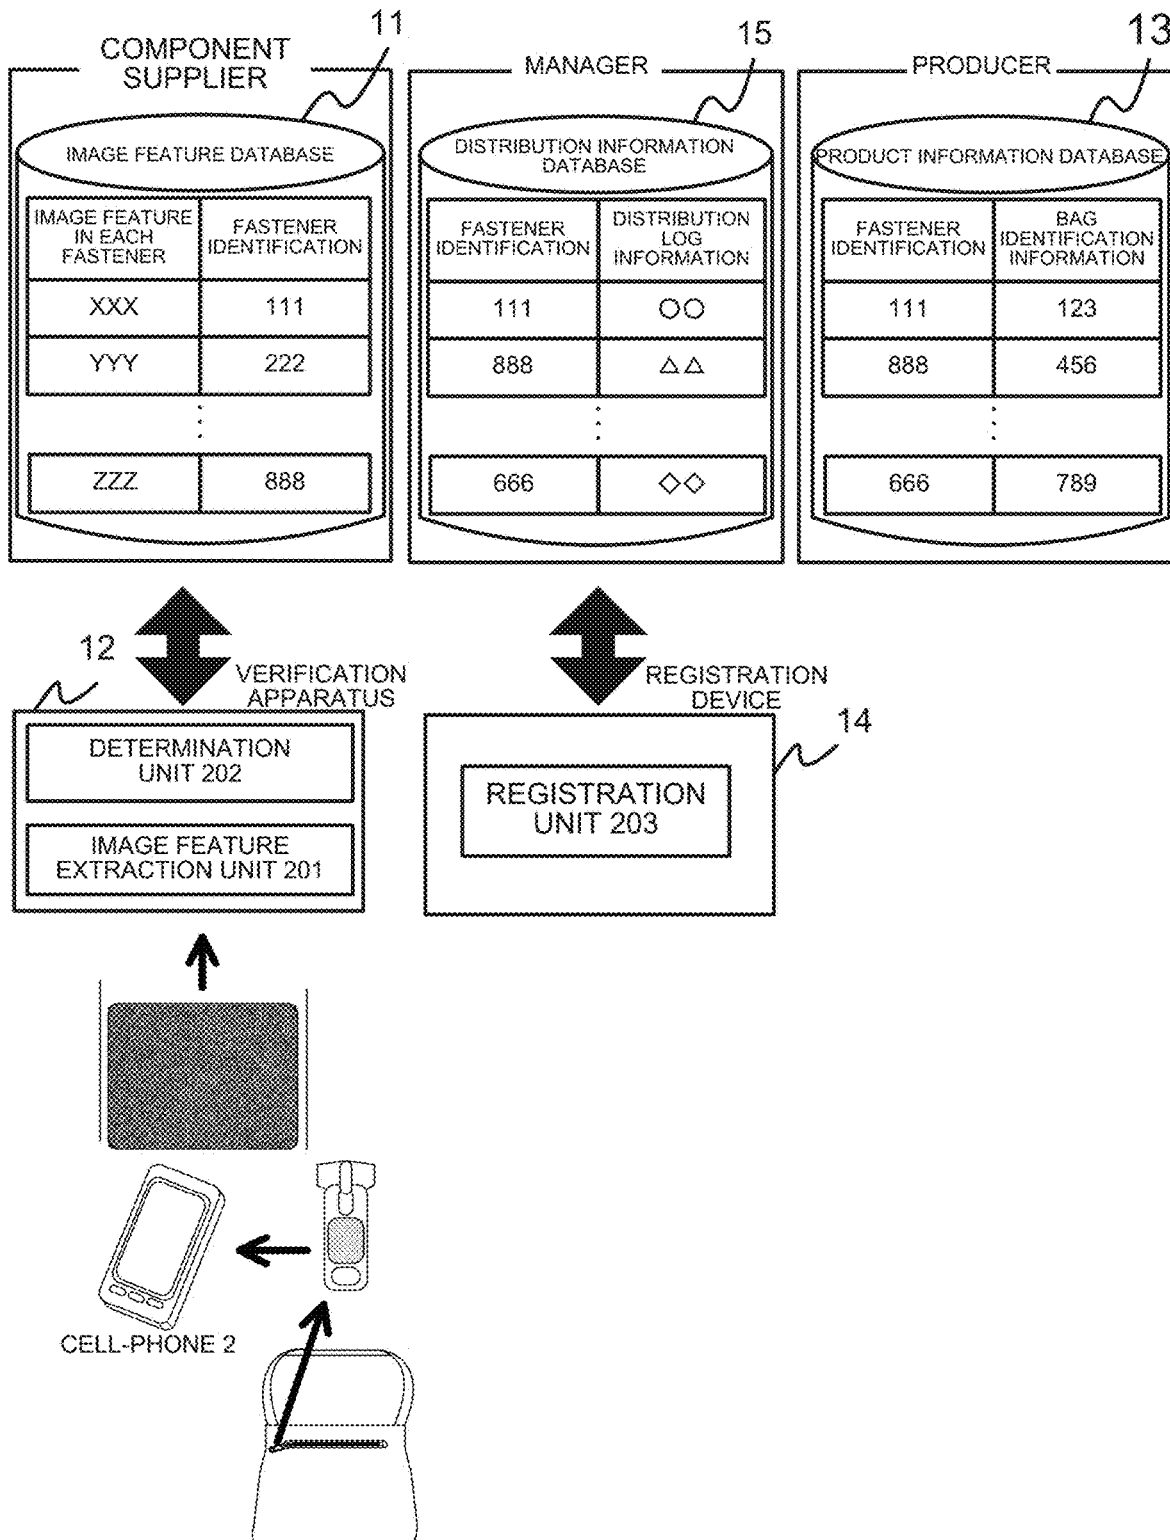 11
COMPONENT
SUPPLIER
IMAGE FEATURE DATABASE
IMAGE FEATURE
IN EACH
FASTENER
FASTENER
IDENTIFICATION
XXX
111
YYY
222
ZZZ
888
15
MANAGER
DISTRIBUTION INFORMATION
DATABASE
FASTENER
IDENTIFICATION
DISTRIBUTION
LOG
INFORMATION
111
○○
888
△△
666
◇◇
13
PRODUCER
PRODUCT INFORMATION DATABASE
FASTENER
IDENTIFICATION
BAG
IDENTIFICATION
INFORMATION
111
123
888
456
666
789
12
VERIFICATION
APPARATUS
DETERMINATION
UNIT 202
IMAGE FEATURE
EXTRACTION UNIT 201
REGISTRATION
DEVICE
14
REGISTRATION
UNIT 203
CELL-PHONE 2